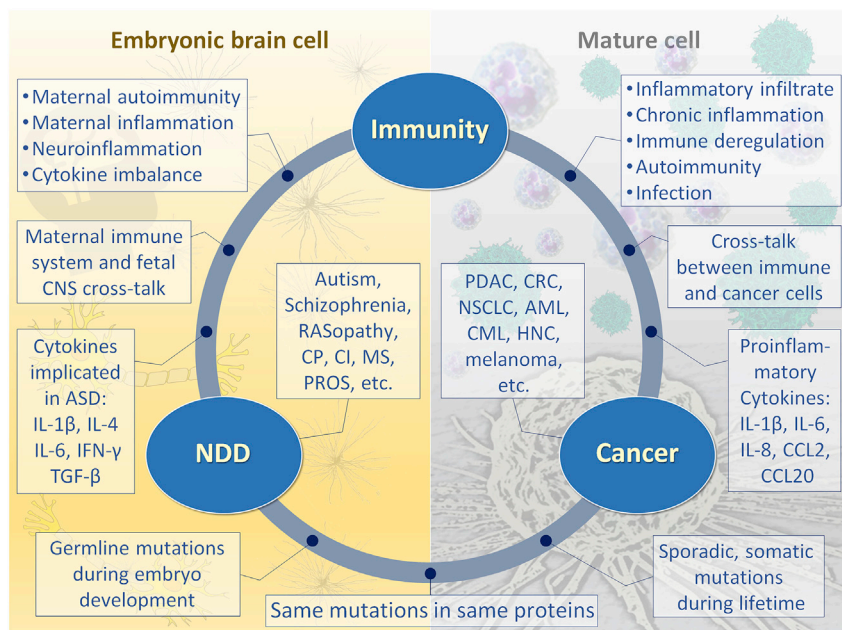 Embryonic brain cell
Mature cell
Immunity
• Maternal autoimmunity
• Maternal inflammation
• Neuroinflammation
• Cytokine imbalance
• Inflammatory infiltrate
• Chronic inflammation
• Immune deregulation
• Autoimmunity
• Infection
Maternal immune
system and fetal
CNS cross-talk
Cross-talk
between immune
and cancer cells
Autism,
Schizophrenia,
RASopathy,
CP, CI, MS,
PROS, etc.
PDAC, CRC,
NSCLC, AML,
CML, HNC,
melanoma,
etc.
Cytokines
implicated
in ASD:
IL-1β, IL-4
IL-6, IFN-γ
TGF-β
Proinflam-
matory
Cytokines:
IL-1β, IL-6,
IL-8, CCL2,
CCL20
NDD
Cancer
Germline mutations
during embryo
development
Same mutations in same proteins
Sporadic, somatic
mutations
during lifetime